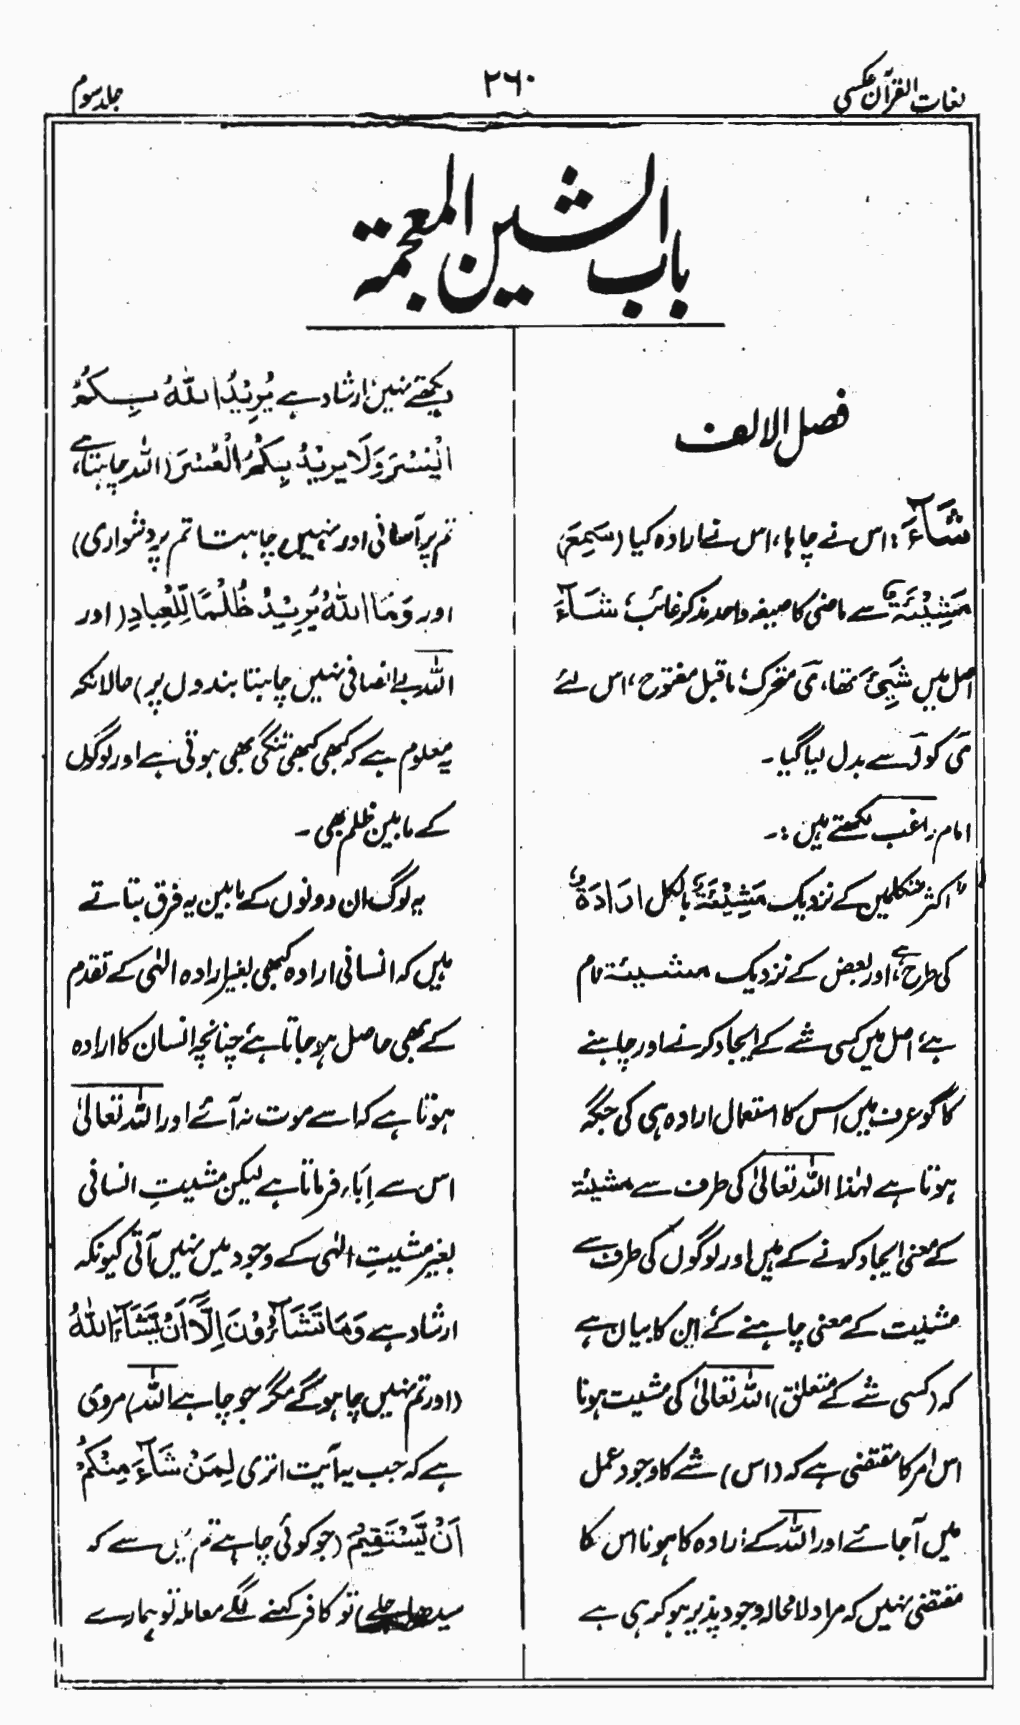 لغات القرآن عکسی
۲۶۰
جلد سوم
باب الشین المعجمة
فصل الالف
شَآءَ: اس نے چاہا، اس نے ارادہ کیا (سَمِعَ)
مَشِیْئَةٌ سے ماضی کا صیغہ واحد مذکر غائب، شَآءَ
اصل میں شَیِئَ تھا، یَ متحرک، ماقبل مفتوح، اس لئے
ی کو ا سے بدل لیا گیا۔
امام راغب لکھتے ہیں:۔
"اکثر متکلمین کے نزدیک مَشِیْئَةٌ بالکل اِرَادَةٌ
کی طرح ہے، اور بعض کے نزدیک مشیئة نام
ہے، اصل میں کسی شے کے ایجاد کرنے اور چاہنے
کا گو عرف میں اس کا استعمال ارادہ ہی کی جگہ
ہوتا ہے لہٰذا اللہ تعالیٰ کی طرف سے مشیئة
کے معنی ایجاد کرنے کے ہیں اور لوگوں کی طرف سے
مشیت کے معنی چاہنے کے، ان کا بیان ہے
کہ (کسی شے کے متعلق) اللہ تعالیٰ کی مشیت ہونا
اس امر کا مقتضی ہے کہ (اس) شے کا وجود عمل
میں آجائے اور اللہ کے ارادہ کا ہونا اس کا
مقتضی نہیں کہ مراد لا محالہ وجود پذیر ہو کر ہی ہے
دیکھتے نہیں ارشاد ہے یُرِیْدُ اللّٰهُ بِکُمُ
الْیُسْرَ وَلَا یُرِیْدُ بِکُمُ الْعُسْرَ (اللہ چاہتا ہے،
تم پر آسانی اور نہیں چاہتا تم پر دشواری)
اور وَمَا اللّٰهُ یُرِیْدُ ظُلْمًا لِّلْعِبَادِ (اور
اللہ بے انصافی نہیں چاہتا بندوں پر) حالانکہ
یہ معلوم ہے کہ کبھی کبھی تنگی بھی ہوتی ہے اور لوگوں
کے مابین ظلم بھی۔
یہ لوگ ان دونوں کے مابین یہ فرق بتاتے
ہیں کہ انسانی ارادہ کبھی بغیر ارادہ الٰہی کے تقدم
کے بھی حاصل ہو جاتا ہے، چنانچہ انسان کا ارادہ
ہوتا ہے کہ اسے موت نہ آئے اور اللہ تعالیٰ
اس سے اِبَاء فرماتا ہے لیکن مشیتِ انسانی
بغیر مشیتِ الٰہی کے وجود میں نہیں آتی کیونکہ
ارشاد ہے وَمَا تَشَآءُوْنَ اِلَّآ اَنْ یَّشَآءَ اللّٰهُ
(اور تم نہیں چاہو گے مگر جو چاہے اللہ) مروی
ہے کہ جب یہ آیت اتری لِمَنْ شَآءَ مِنْکُمْ
اَنْ یَّسْتَقِیْمَ (جو کوئی چاہے تم میں سے کہ
سیدھا چلے) تو کافر کہنے لگے معاملہ تو ہمارے